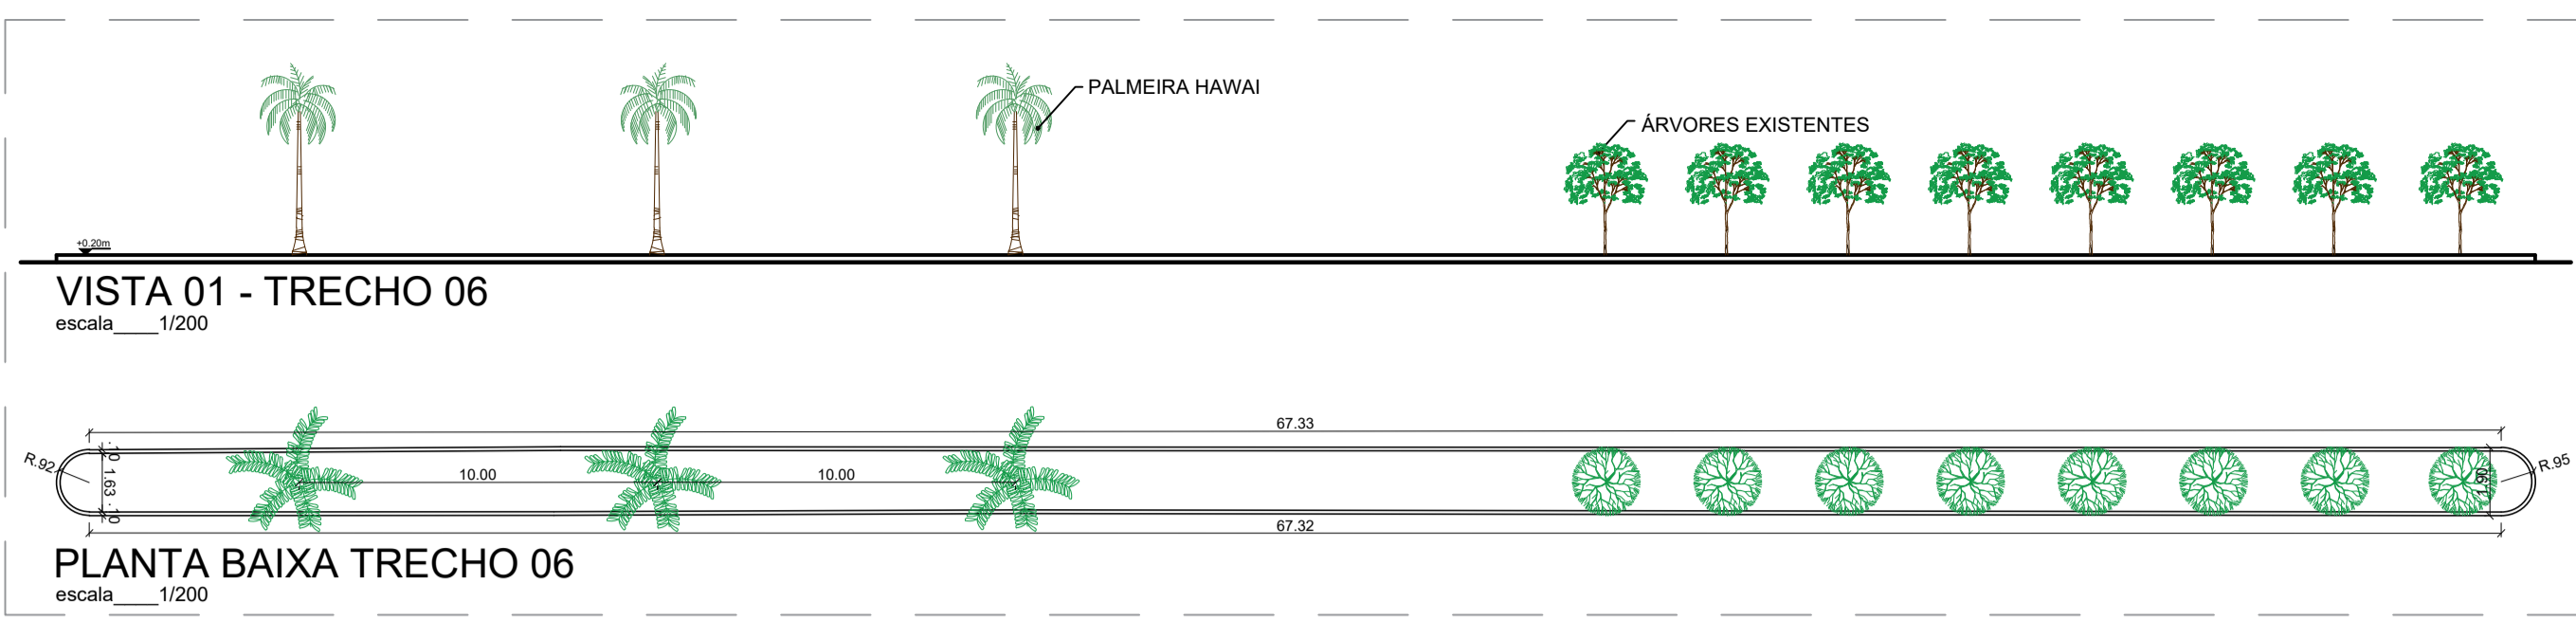 PALMEIRA HAWAI
ÁRVORES EXISTENTES
+0.20m
VISTA 01 - TRECHO 06
escala____1/200
67.33
R.92
.10
1.63
.10
10.00
10.00
1.90
R.95
67.32
PLANTA BAIXA TRECHO 06
escala____1/200